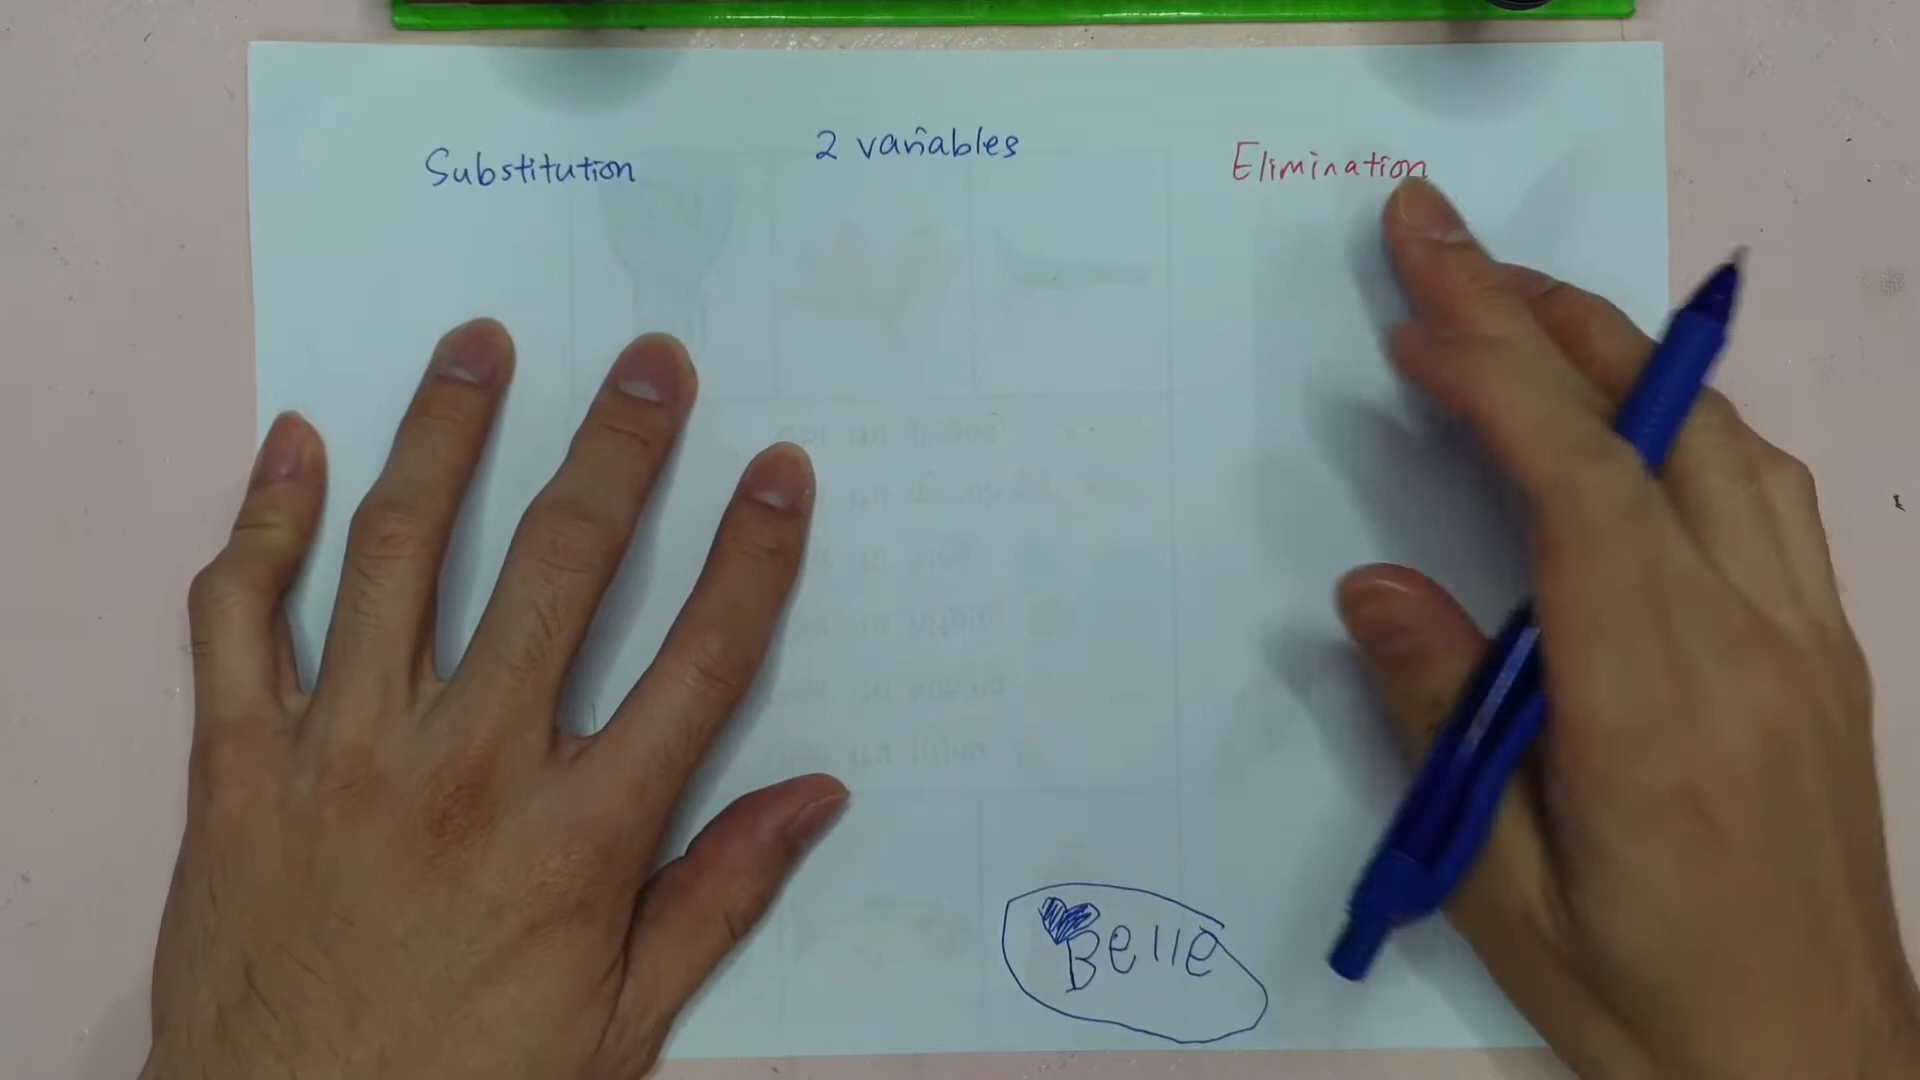 Substitution
2 variables
Elimination
Belle